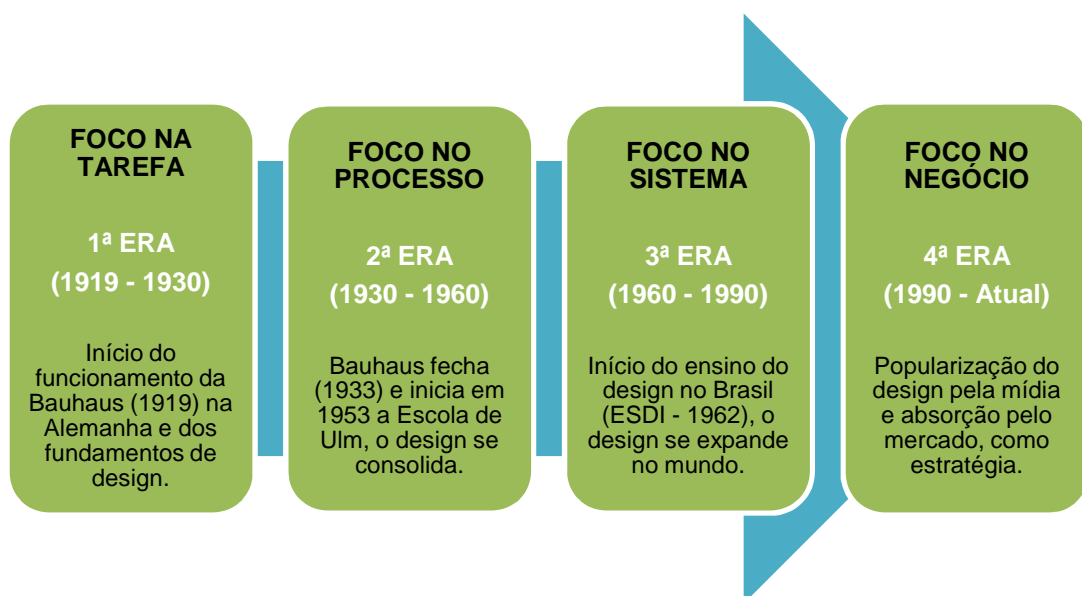 FOCO NA
TAREFA
1ª ERA
(1919 - 1930)
Início do
funcionamento da
Bauhaus (1919) na
Alemanha e dos
fundamentos de
design.
FOCO NO
PROCESSO
2ª ERA
(1930 - 1960)
Bauhaus fecha
(1933) e inicia em
1953 a Escola de
Ulm, o design se
consolida.
FOCO NO
SISTEMA
3ª ERA
(1960 - 1990)
Início do ensino do
design no Brasil
(ESDI - 1962), o
design se expande
no mundo.
FOCO NO
NEGÓCIO
4ª ERA
(1990 - Atual)
Popularização do
design pela mídia
e absorção pelo
mercado, como
estratégia.